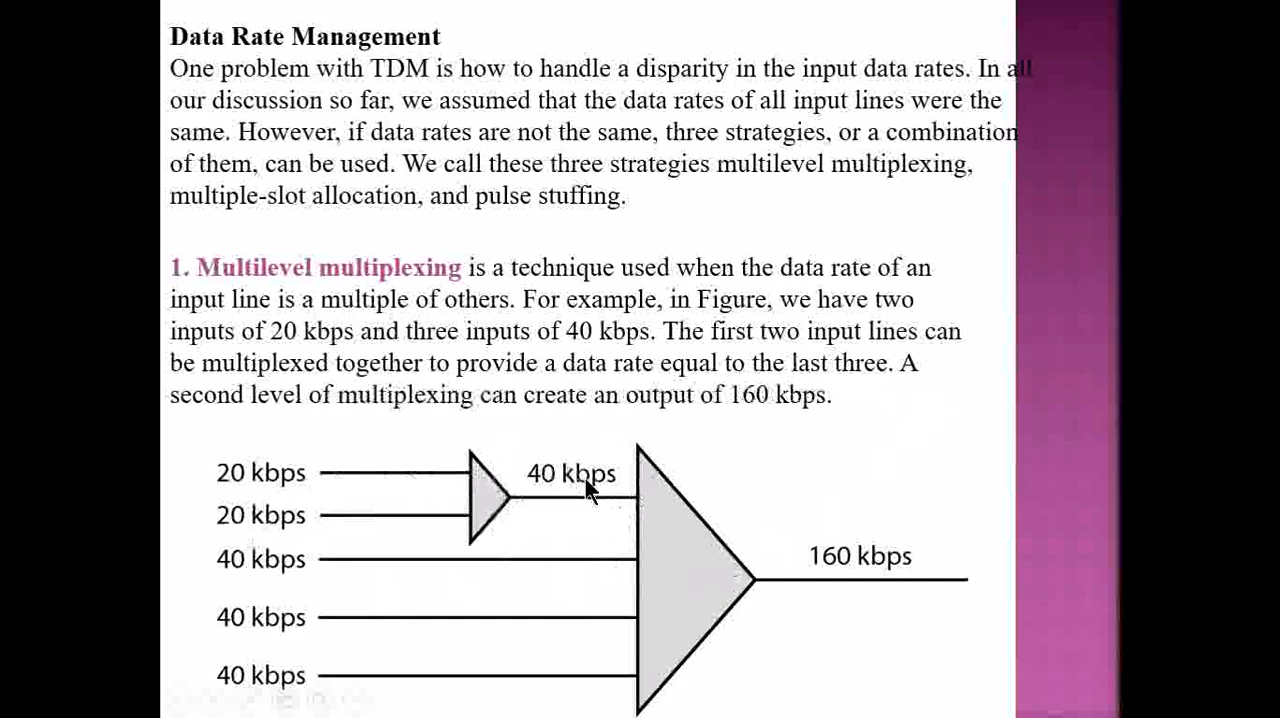 Data Rate Management
One problem with TDM is how to handle a disparity in the input data rates. In all
our discussion so far, we assumed that the data rates of all input lines were the
same. However, if data rates are not the same, three strategies, or a combination
of them, can be used. We call these three strategies multilevel multiplexing,
multiple-slot allocation, and pulse stuffing.
1. Multilevel multiplexing is a technique used when the data rate of an
input line is a multiple of others. For example, in Figure, we have two
inputs of 20 kbps and three inputs of 40 kbps. The first two input lines can
be multiplexed together to provide a data rate equal to the last three. A
second level of multiplexing can create an output of 160 kbps.
20 kbps
40 kbps
20 kbps
40 kbps
160 kbps
40 kbps
40 kbps